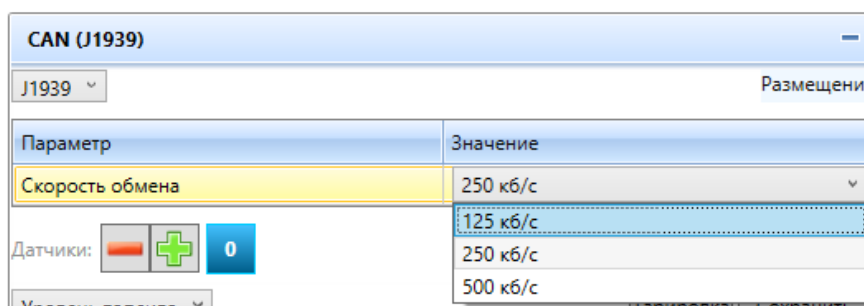 CAN (J1939)
J1939
Размещени
Параметр Значение
Скорость обмена 250 кб/с
125 кб/с
Датчики: 0
250 кб/с
500 кб/с